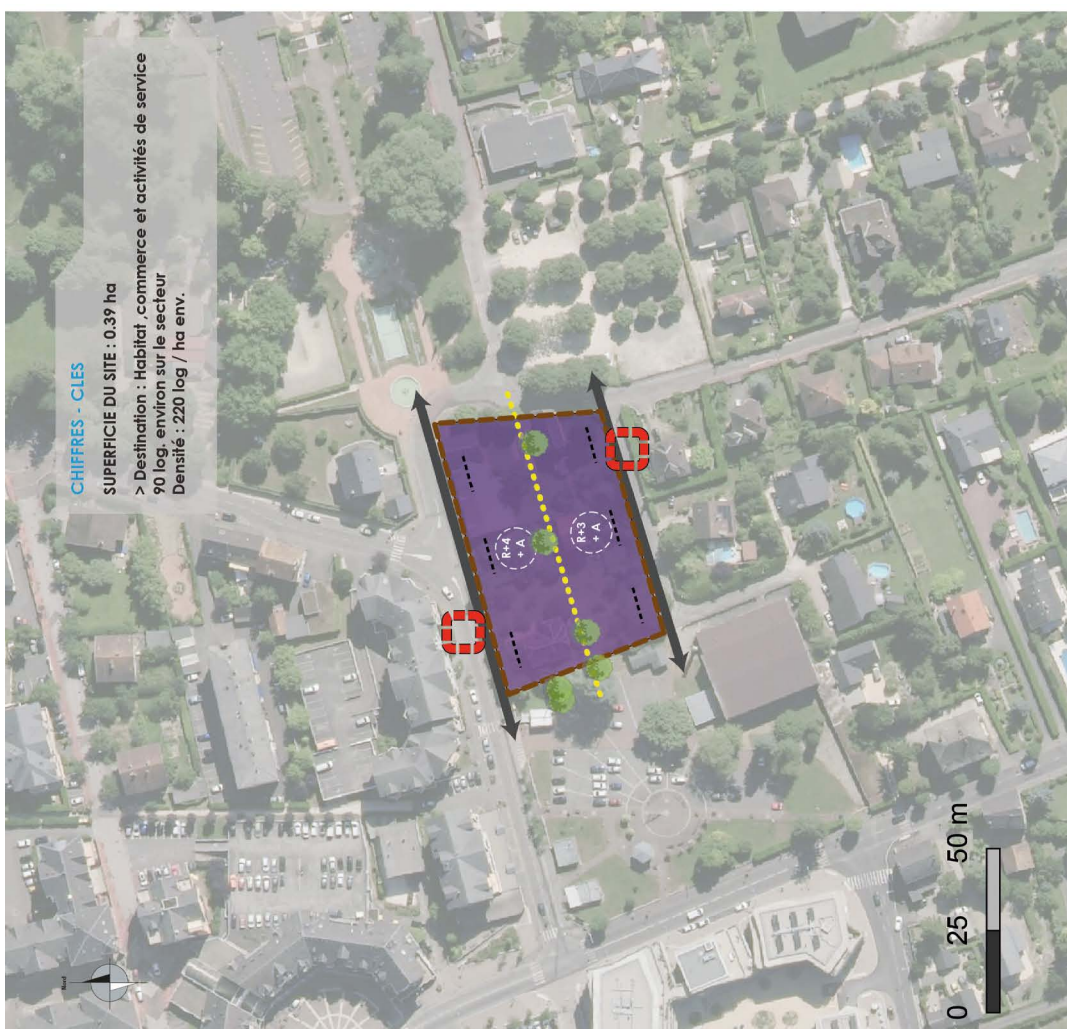 CHIFFRES - CLES
SUPERFICIE DU SITE : 0.39 ha
> Destination : Habitat ,commerce et activités de service
90 log. environ sur le secteur
Densité : 220 log / ha env.
R+4
+ A
R+3
+ A
Nord
0 25 50 m